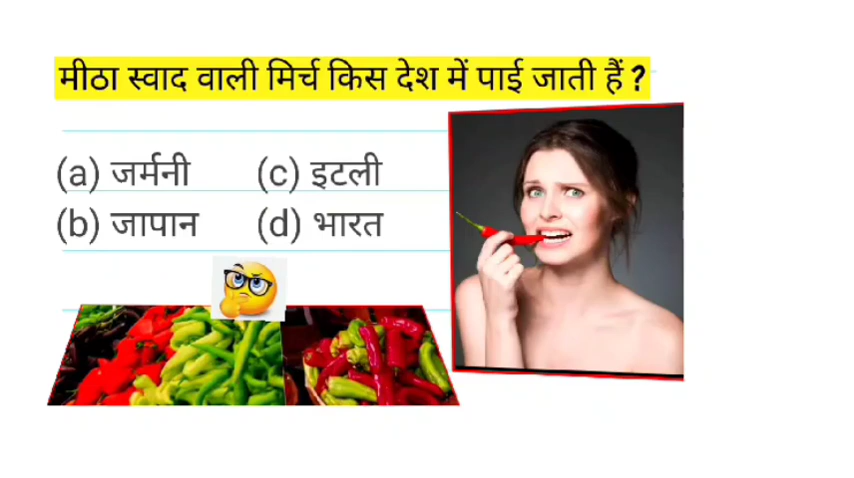 मीठा स्वाद वाली मिर्च किस देश में पाई जाती हैं ?
(a) जर्मनी (c) इटली
(b) जापान (d) भारत